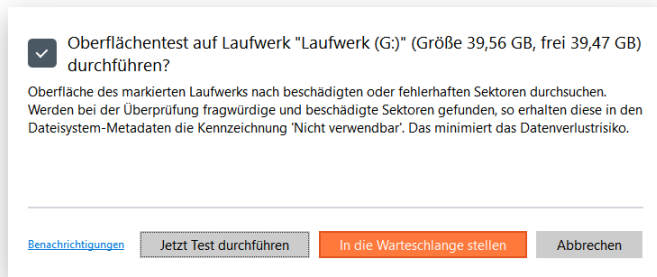 Oberflächentest auf Laufwerk "Laufwerk (G:)" (Größe 39,56 GB, frei 39,47 GB)
durchführen?
Oberfläche des markierten Laufwerks nach beschädigten oder fehlerhaften Sektoren durchsuchen.
Werden bei der Überprüfung fragwürdige und beschädigte Sektoren gefunden, so erhalten diese in den
Dateisystem-Metadaten die Kennzeichnung 'Nicht verwendbar'. Das minimiert das Datenverlustrisiko.
Benachrichtigungen
Jetzt Test durchführen
In die Warteschlange stellen
Abbrechen